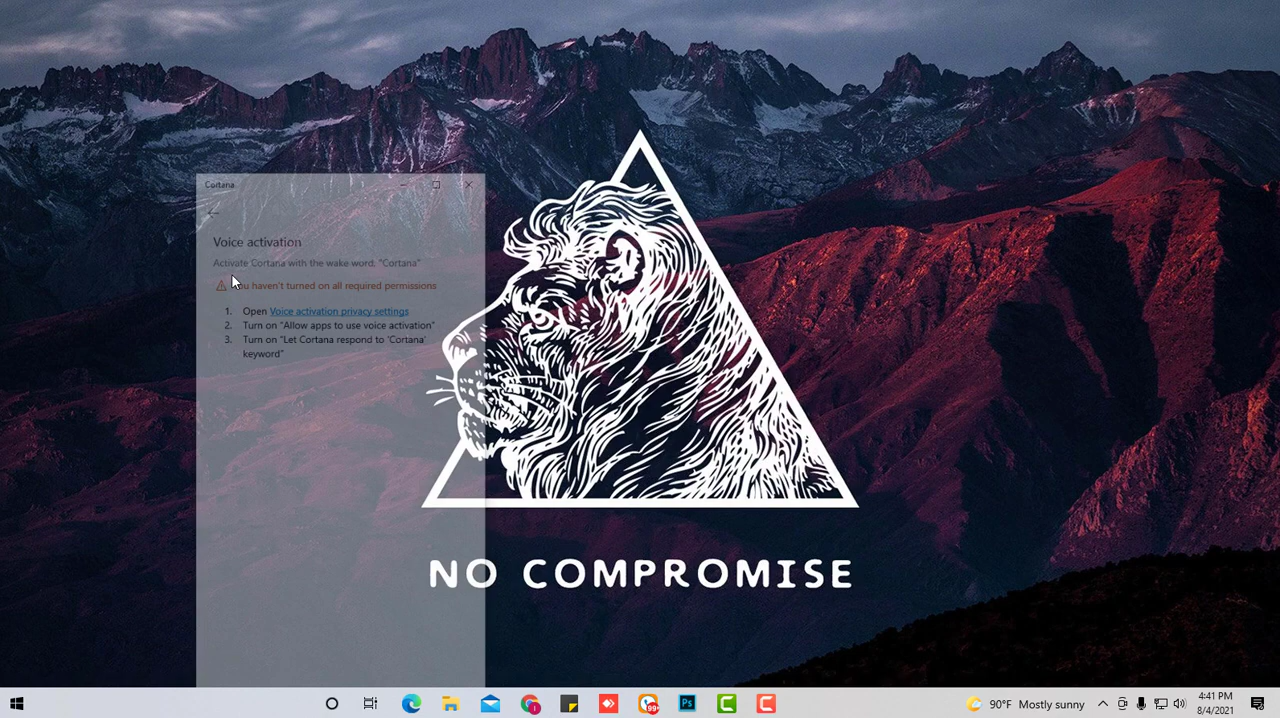 Cortana
Voice activation
Activate Cortana with the wake word, "Cortana"
haven't turned on all required permissions
1. Open Voice activation privacy settings
2. Turn on "Allow apps to use voice activation"
3. Turn on "Let Cortana respond to 'Cortana'
keyword"
NO COMPROMISE
99+
Ps
90°F Mostly sunny
4:41 PM
8/4/2021